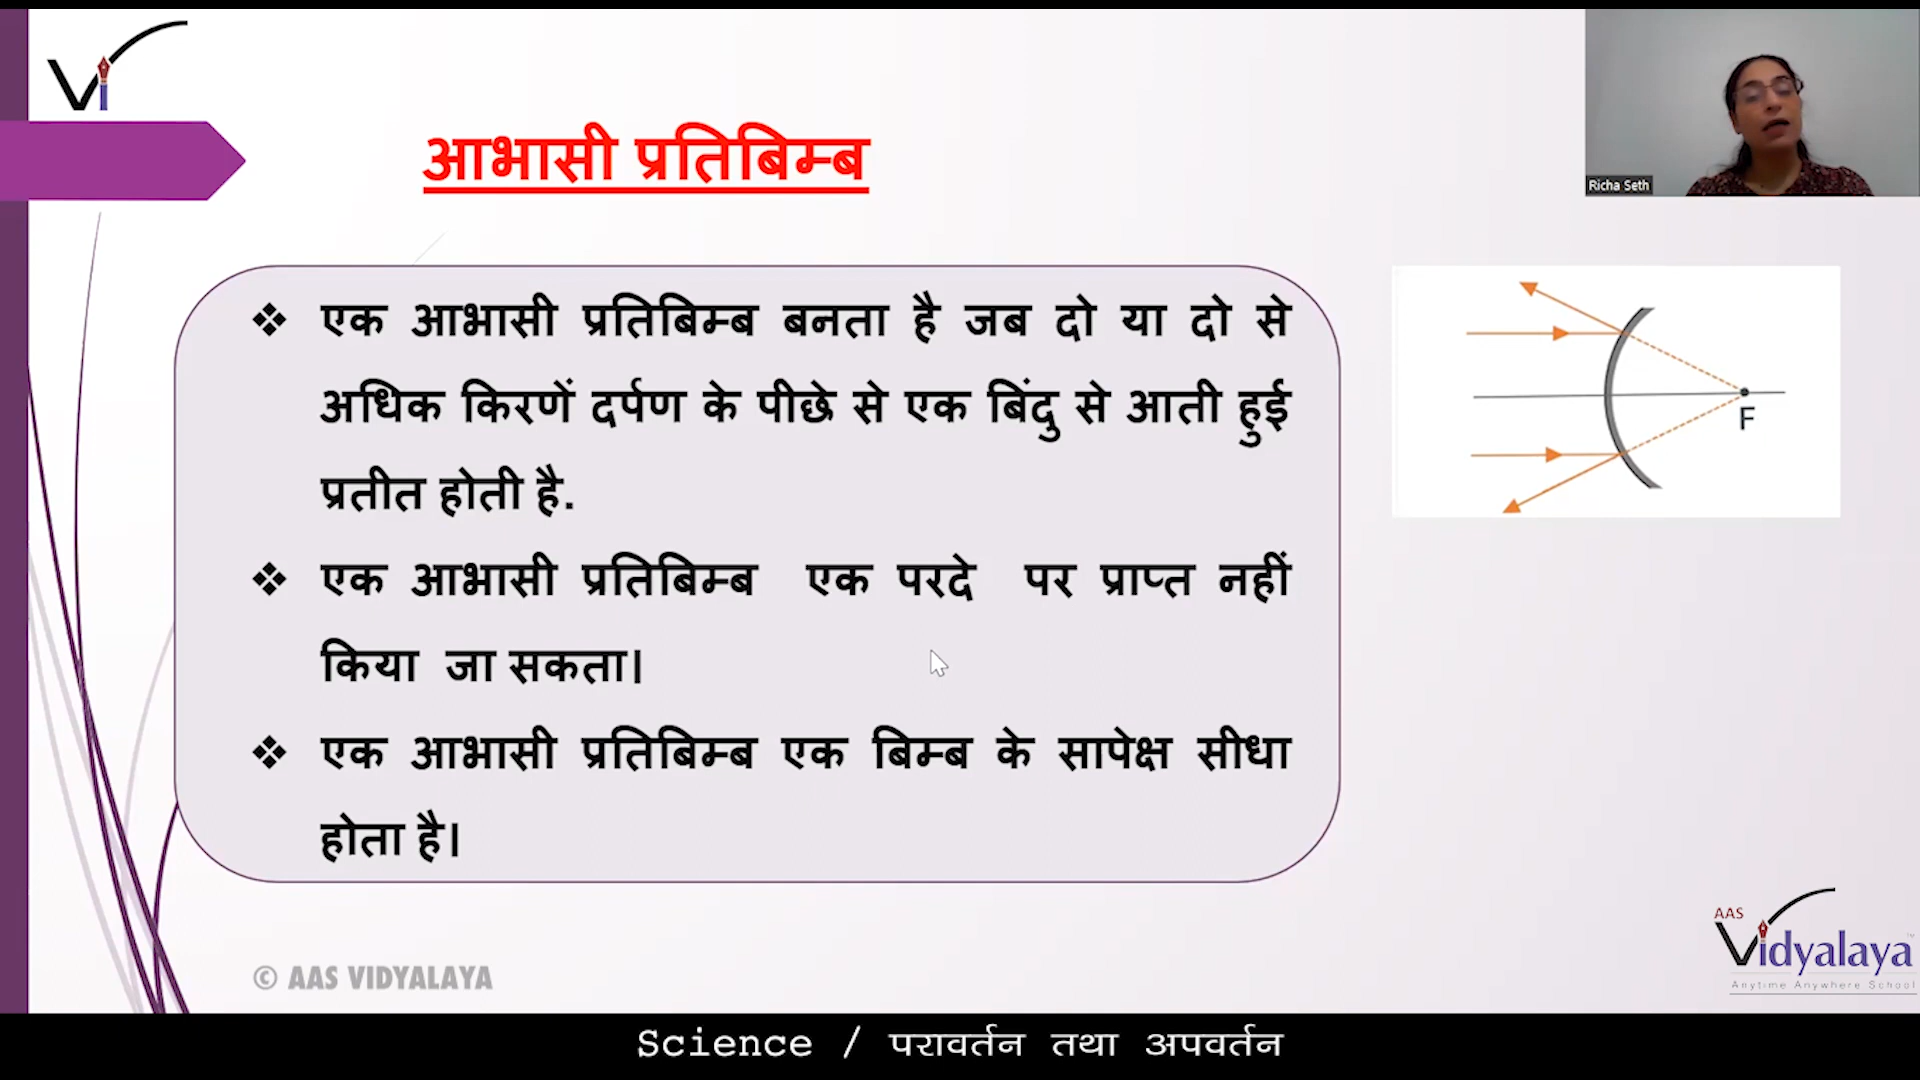 Vi
आभासी प्रतिबिम्ब
Richa Seth
❖ एक आभासी प्रतिबिम्ब बनता है जब दो या दो से
अधिक किरणें दर्पण के पीछे से एक बिंदु से आती हुई
प्रतीत होती है.
❖ एक आभासी प्रतिबिम्ब एक परदे पर प्राप्त नहीं
किया जा सकता।
❖ एक आभासी प्रतिबिम्ब एक बिम्ब के सापेक्ष सीधा
होता है।
F
AAS
Vidyalaya
Anytime Anywhere School
© AAS VIDYALAYA
Science / परावर्तन तथा अपवर्तन